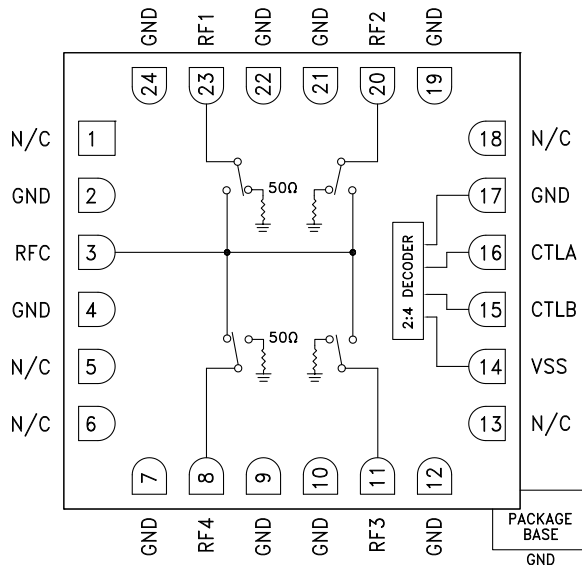 GND RF1 GND GND RF2 GND
24 23 22 21 20 19
N/C 1 18 N/C
GND 2 50Ω 17 GND
RFC 3 16 CTLA
2:4 DECODER
GND 4 15 CTLB
N/C 5 50Ω 14 VSS
N/C 6 13 N/C
7 8 9 10 11 12
GND RF4 GND GND RF3 GND
PACKAGE
BASE
GND